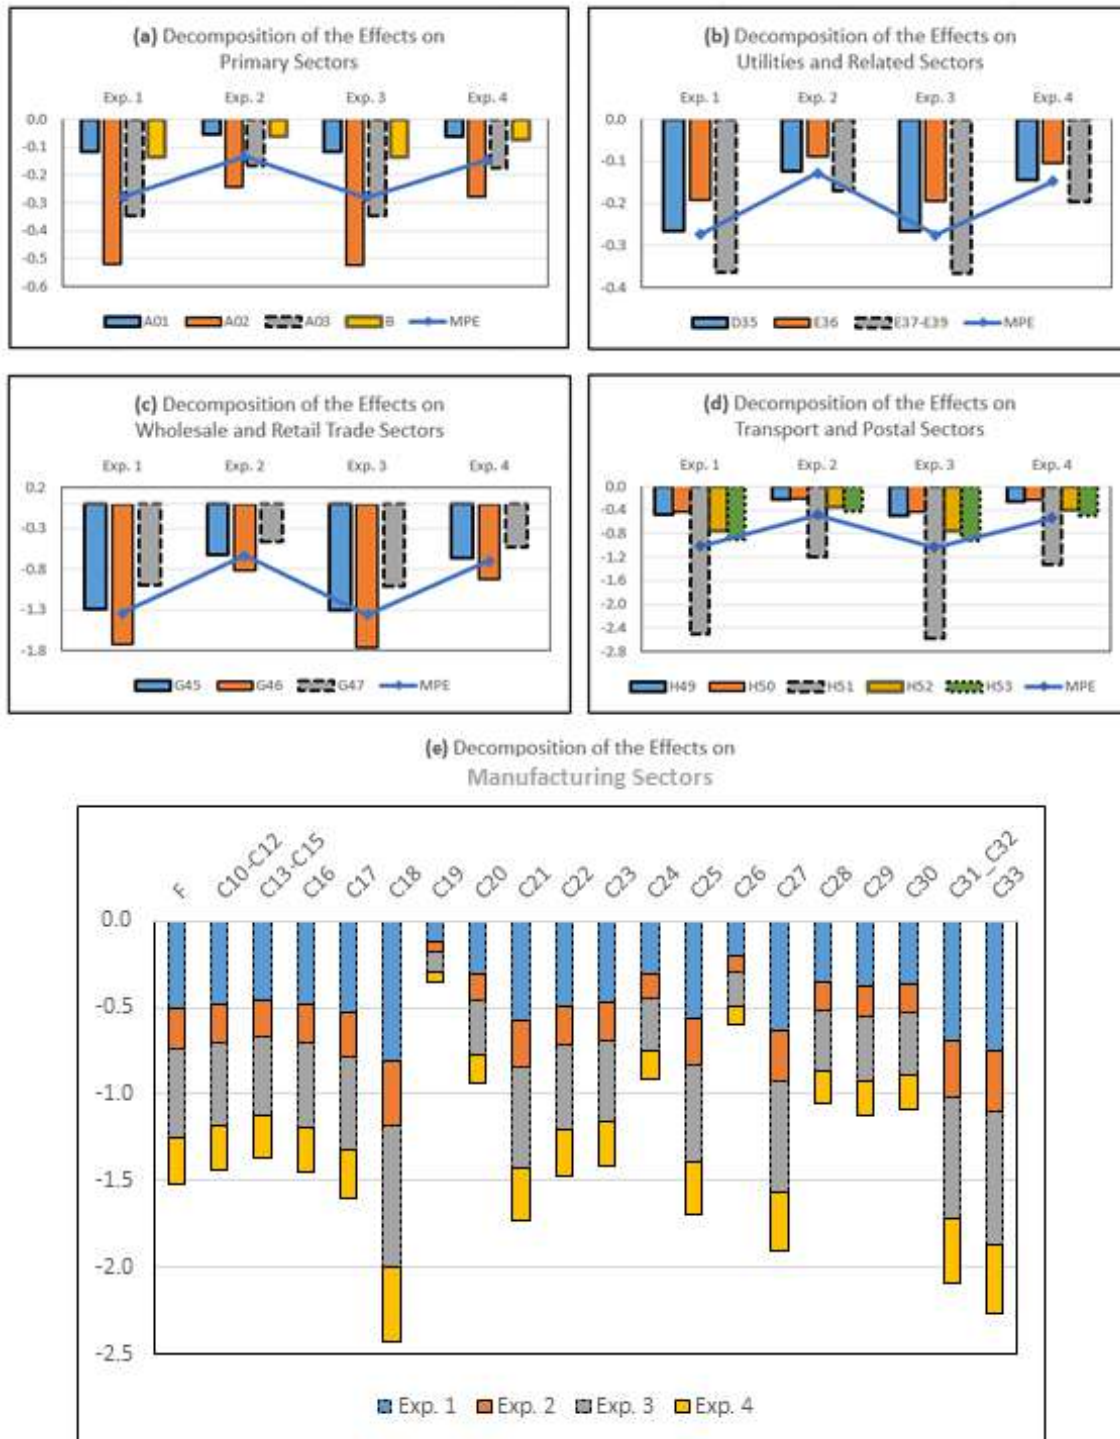 (a) Decomposition of the Effects on
Primary Sectors
Exp. 1 Exp. 2 Exp. 3 Exp. 4
0.0
-0.1
-0.2
-0.3
-0.4
-0.5
-0.6
A01 A02 A03 B MPE
(b) Decomposition of the Effects on
Utilities and Related Sectors
Exp. 1 Exp. 2 Exp. 3 Exp. 4
0.0
-0.1
-0.2
-0.3
-0.4
D35 E36 E37-E39 MPE
(c) Decomposition of the Effects on
Wholesale and Retail Trade Sectors
Exp. 1 Exp. 2 Exp. 3 Exp. 4
0.2
-0.3
-0.8
-1.3
-1.8
G45 G46 G47 MPE
(d) Decomposition of the Effects on
Transport and Postal Sectors
Exp. 1 Exp. 2 Exp. 3 Exp. 4
0.0
-0.4
-0.8
-1.2
-1.6
-2.0
-2.4
-2.8
H49 H50 H51 H52 H53 MPE
(e) Decomposition of the Effects on
Manufacturing Sectors
F C10-C12 C13-C15 C16 C17 C18 C19 C20 C21 C22 C23 C24 C25 C26 C27 C28 C29 C30 C31_C32 C33
0.0
-0.5
-1.0
-1.5
-2.0
-2.5
Exp. 1 Exp. 2 Exp. 3 Exp. 4